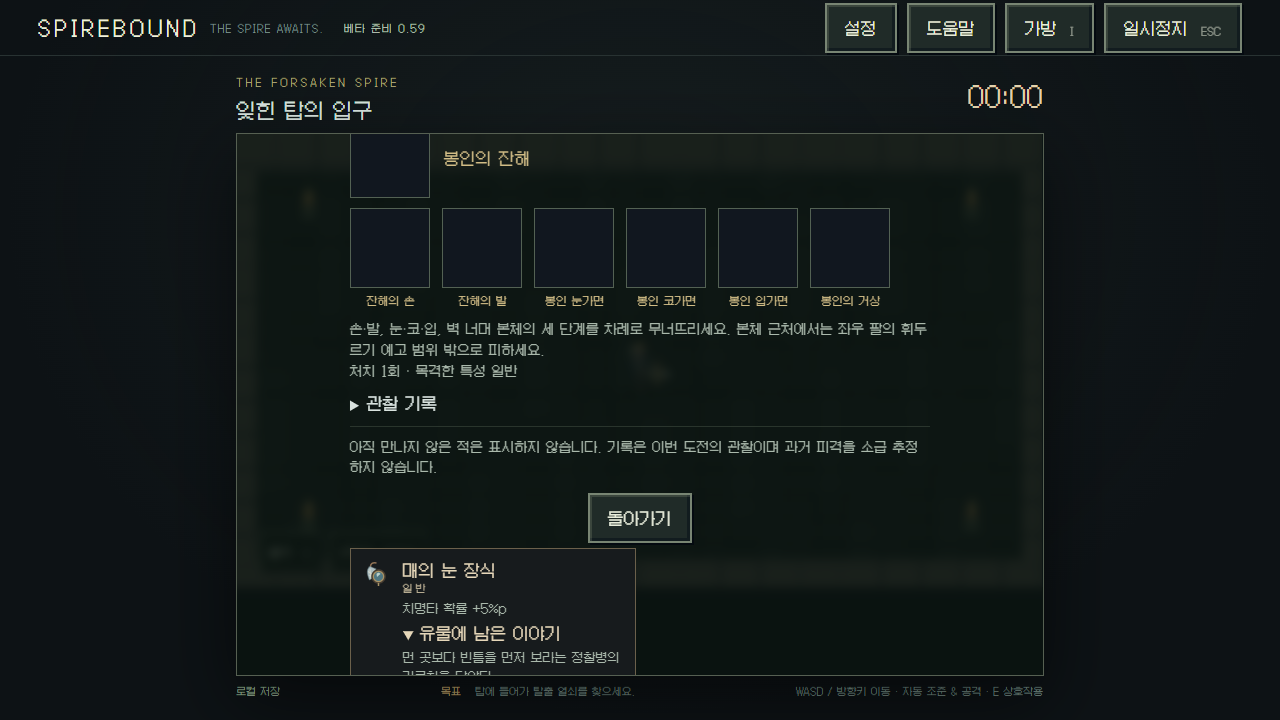 SPIREBOUND THE SPIRE AWAITS. 베타 준비 0.59 설정 도움말 가방 I 일시정지 ESC
THE FORSAKEN SPIRE
잊힌 탑의 입구
00:00
봉인의 잔해
잔해의 손 잔해의 발 봉인 눈가면 봉인 코가면 봉인 입가면 봉인의 거상
손·발, 눈·코·입, 벽 너머 본체의 세 단계를 차례로 무너뜨리세요. 본체 근처에서는 좌우 팔의 휘두
르기 예고 범위 밖으로 피하세요.
처치 1회 · 목격한 특성 일반
▶ 관찰 기록
아직 만나지 않은 적은 표시하지 않습니다. 기록은 이번 도전의 관찰이며 과거 피격을 소급 추정
하지 않습니다.
돌아가기
매의 눈 장식
일반
치명타 확률 +5%p
▼ 유물에 남은 이야기
먼 곳보다 빈틈을 먼저 보라는 정찰병의
로컬 저장 목표 탑에 들어가 탈출 열쇠를 찾으세요. WASD / 방향키 이동 · 자동 조준 & 공격 · E 상호작용